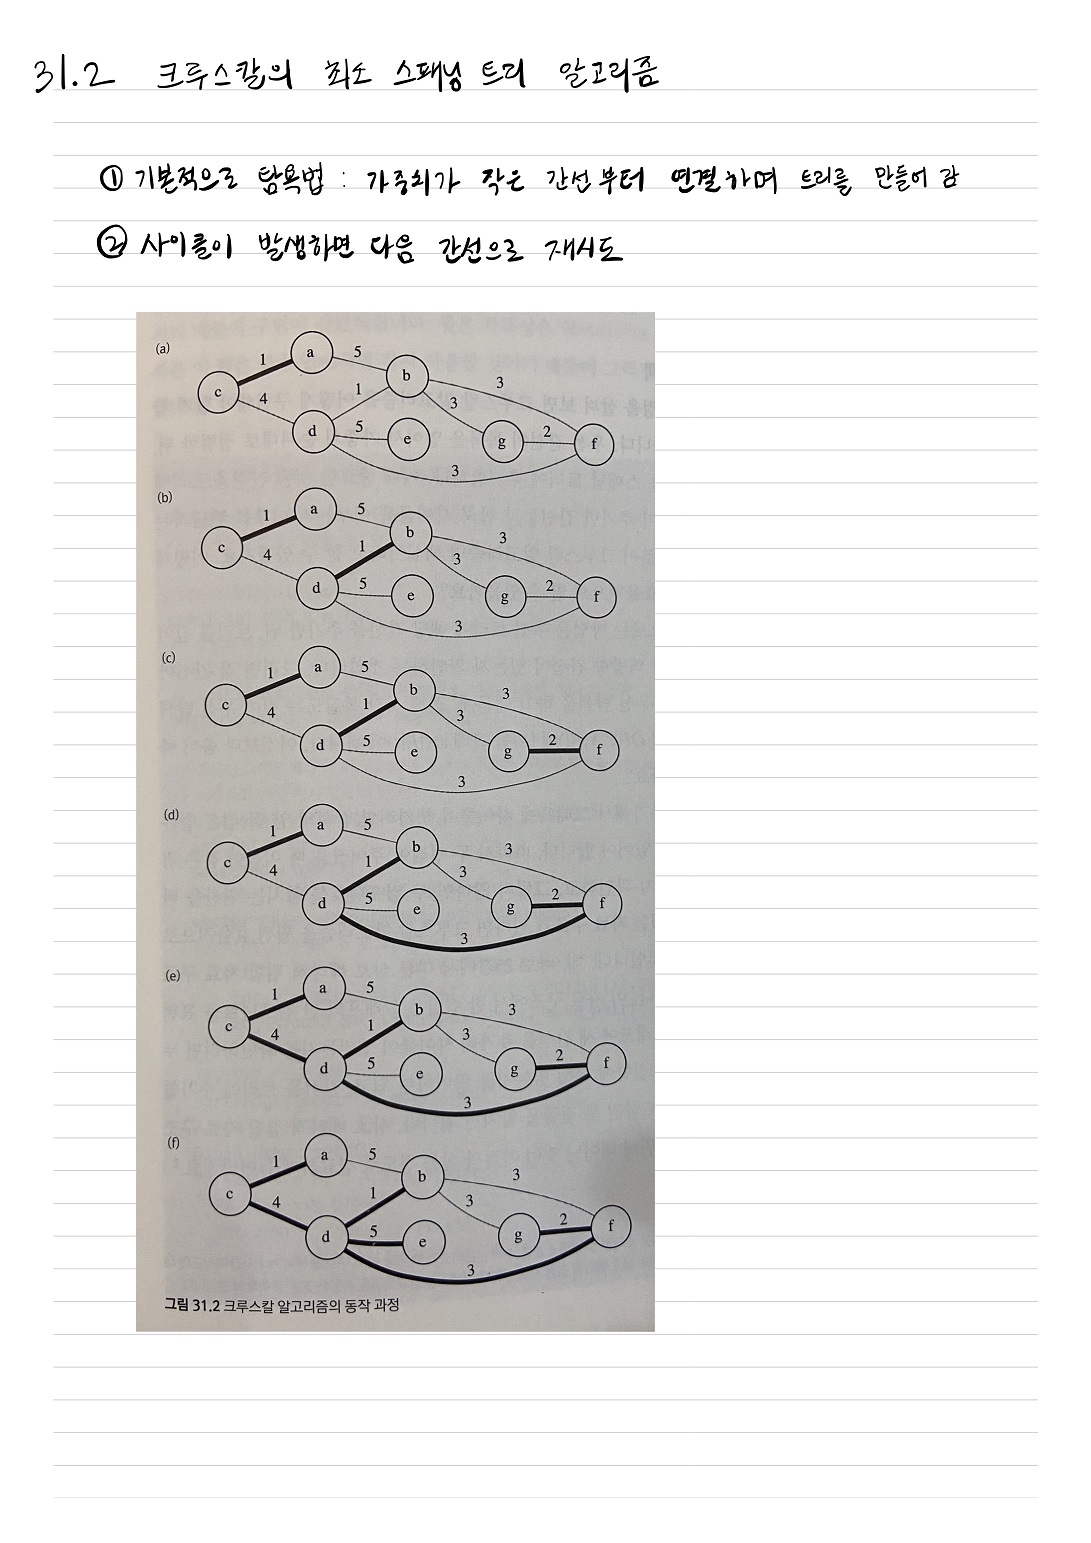 31.2 크루스칼의 최소 스패닝 트리 알고리즘
① 기본적으로 탐욕법 : 가중치가 작은 간선부터 연결하며 트리를 만들어 감
② 사이클이 발생하면 다음 간선으로 재시도
(a)
1 a 5
c 4 1 b 3
3
d 5 e g 2 f
3
(b)
1 a 5
c 4 1 b 3
3
d 5 e g 2 f
3
(c)
1 a 5
c 4 1 b 3
3
d 5 e g 2 f
3
(d)
1 a 5
c 4 1 b 3
3
d 5 e g 2 f
3
(e)
1 a 5
c 4 1 b 3
3
d 5 e g 2 f
3
(f)
1 a 5
c 4 1 b 3
3
d 5 e g 2 f
3
그림 31.2 크루스칼 알고리즘의 동작 과정